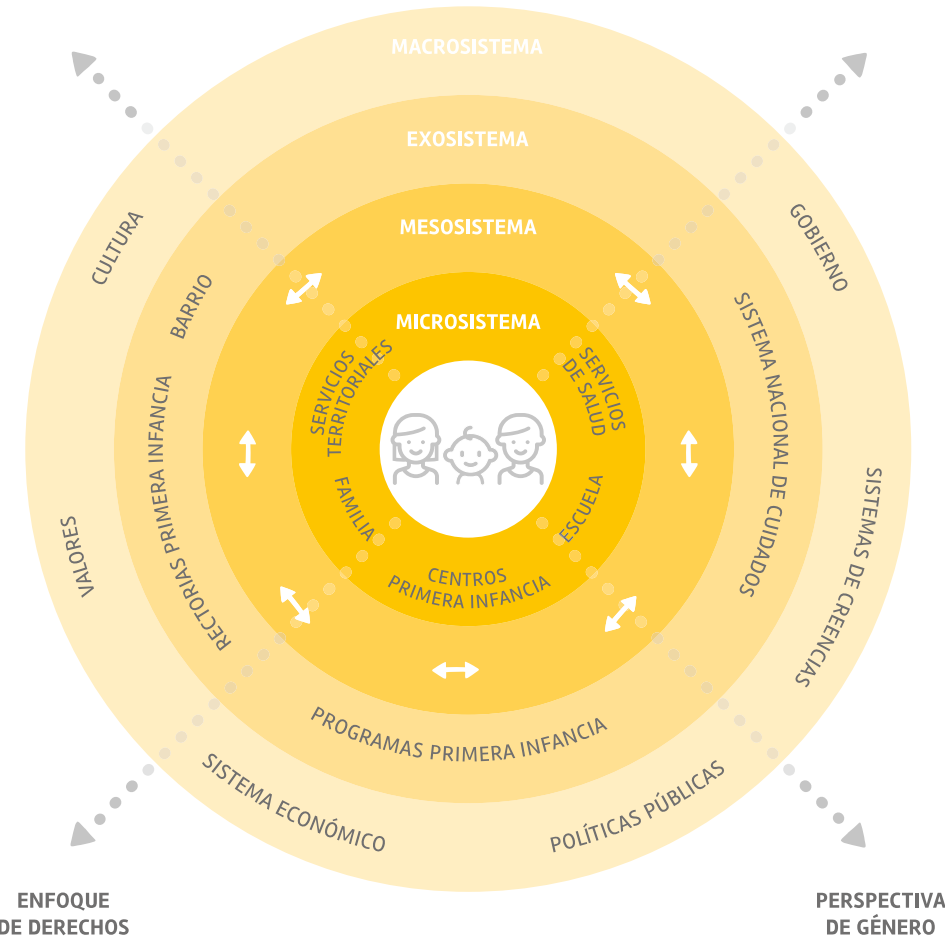 MACROSISTEMA
EXOSISTEMA
MESOSISTEMA
MICROSISTEMA
CULTURA
GOBIERNO
BARRIO
SISTEMA NACIONAL DE CUIDADOS
SERVICIOS
TERRITORIALES
SERVICIOS
DE SALUD
RECTORIAS PRIMERA INFANCIA
FAMILIA
ESCUELA
CENTROS
PRIMERA INFANCIA
VALORES
SISTEMAS DE CREENCIAS
PROGRAMAS PRIMERA INFANCIA
SISTEMA ECONÓMICO
POLÍTICAS PÚBLICAS
ENFOQUE
DE DERECHOS
PERSPECTIVA
DE GÉNERO